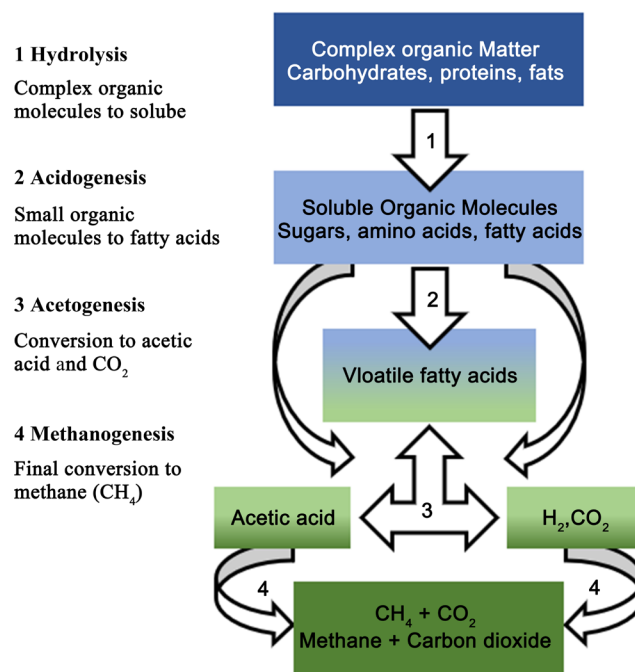 1 Hydrolysis
Complex organic
molecules to solube
2 Acidogenesis
Small organic
molecules to fatty acids
3 Acetogenesis
Conversion to acetic
acid and CO₂
4 Methanogenesis
Final conversion to
methane (CH₄)
Complex organic Matter
Carbohydrates, proteins, fats
1
Soluble Organic Molecules
Sugars, amino acids, fatty acids
2
Vloatile fatty acids
3
Acetic acid
H₂,CO₂
4
4
CH₄ + CO₂
Methane + Carbon dioxide